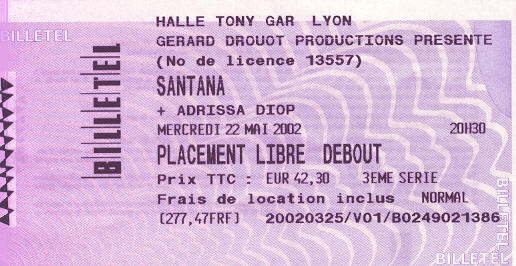 HALLE TONY GAR LYON
BILLETEL
GERARD DROUOT PRODUCTIONS PRESENTE
(No de licence 13557)
BILLETEL
SANTANA
+ ADRISSA DIOP
MERCREDI 22 MAI 2002 20H30
PLACEMENT LIBRE DEBOUT
Prix TTC : EUR 42,30 3EME SERIE
Frais de location inclus NORMAL
(277,47FRF) 20020325/V01/B0249021386
BILLETEL
BILLETEL
BILLETEL